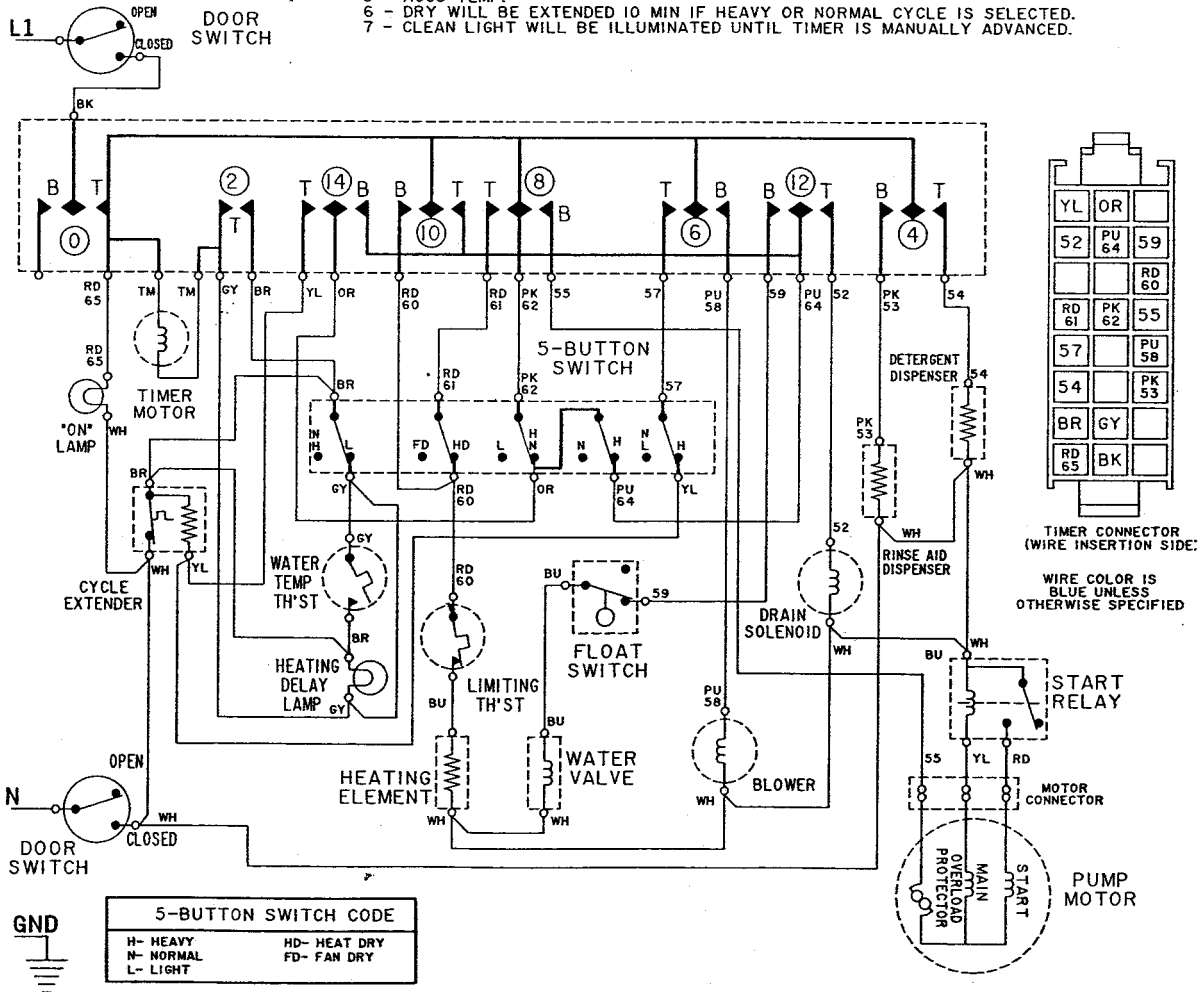 6 - DRY WILL BE EXTENDED 10 MIN IF HEAVY OR NORMAL CYCLE IS SELECTED.
7 - CLEAN LIGHT WILL BE ILLUMINATED UNTIL TIMER IS MANUALLY ADVANCED.
L1
OPEN
CLOSED
DOOR
SWITCH
BK
B T 2 T 14 B B T T 8 B T B B 12 T B T
T
0 10 6 4
RD
65
TM
TM
GY
BR
YL
OR
RD
60
RD
61
PK
62
55
57
PU
58
59
PU
64
52
PK
53
54
YL OR
52 PU 64 59
RD 60
RD 61 PK 62 55
57 PU 58
54 PK 53
BR GY
RD 65 BK
TIMER CONNECTOR
(WIRE INSERTION SIDE)
WIRE COLOR IS
BLUE UNLESS
OTHERWISE SPECIFIED
RD
65
"ON"
LAMP
WH
TIMER
MOTOR
5-BUTTON
SWITCH
BR
RD
61
PK
62
57
N
H
L
FD
HD
L
H
N
N
H
N
L
H
GY
RD
60
OR
PU
64
YL
DETERGENT
DISPENSER
54
WH
PK
53
WH
RINSE AID
DISPENSER
BR
WH
YL
CYCLE
EXTENDER
GY
WATER
TEMP
TH'ST
BR
HEATING
DELAY
LAMP
GY
RD
60
LIMITING
TH'ST
BU
BU
59
FLOAT
SWITCH
52
DRAIN
SOLENOID
WH
WH
BU
START
RELAY
YL
RD
55
MOTOR
CONNECTOR
HEATING
ELEMENT
WH
BU
WATER
VALVE
WH
PU
58
BLOWER
WH
OVERLOAD
PROTECTOR
MAIN
START
PUMP
MOTOR
N
OPEN
WH
CLOSED
DOOR
SWITCH
GND
5-BUTTON SWITCH CODE
H- HEAVY HD- HEAT DRY
N- NORMAL FD- FAN DRY
L- LIGHT